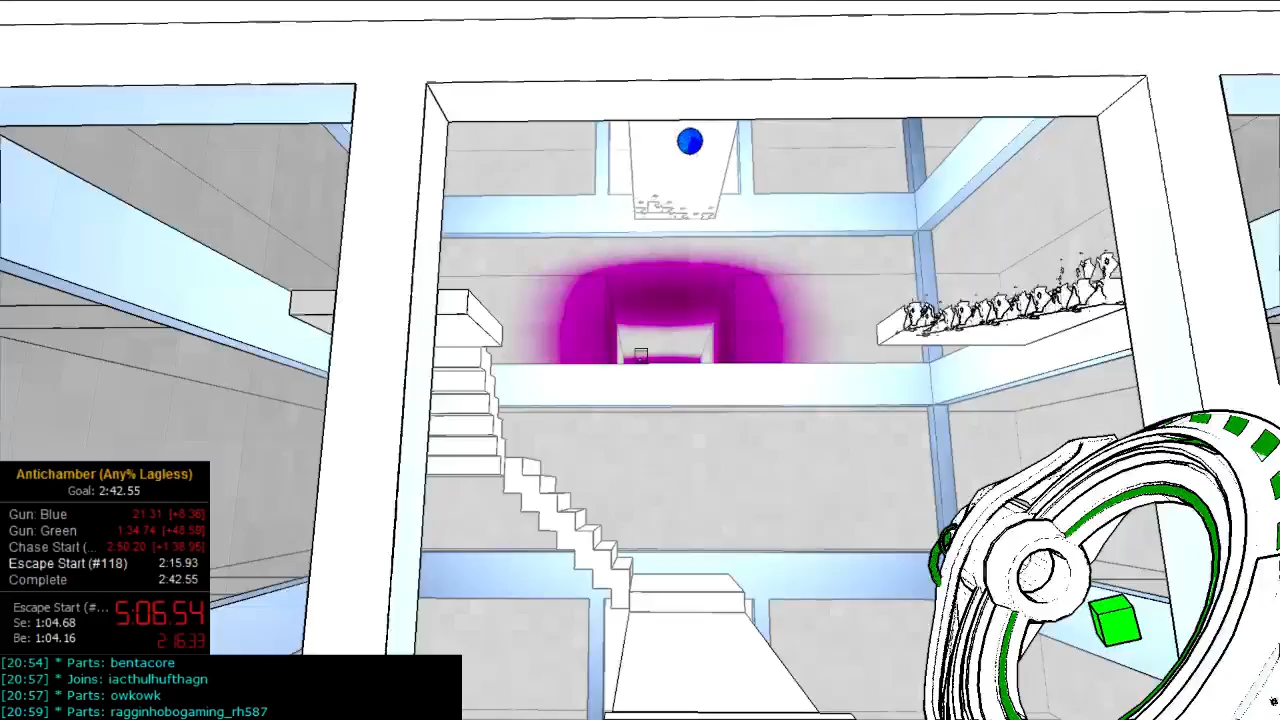 Antichamber (Any% Lagless)
Goal: 2:42.55
Gun: Blue 21.31 [+8.36]
Gun: Green 1:34.74 [+48.59]
Chase Start (... 2:50.20 [+1:38.95]
Escape Start (#118) 2:15.93
Complete 2:42.55
Escape Start (#... 5:06.54
Se: 1:04.68
Be: 1:04.16 2:16.33
[20:54] * Parts: bentacore
[20:57] * Joins: iacthulhufthagn
[20:57] * Parts: owkowk
[20:59] * Parts: ragginhobogaming_rh587